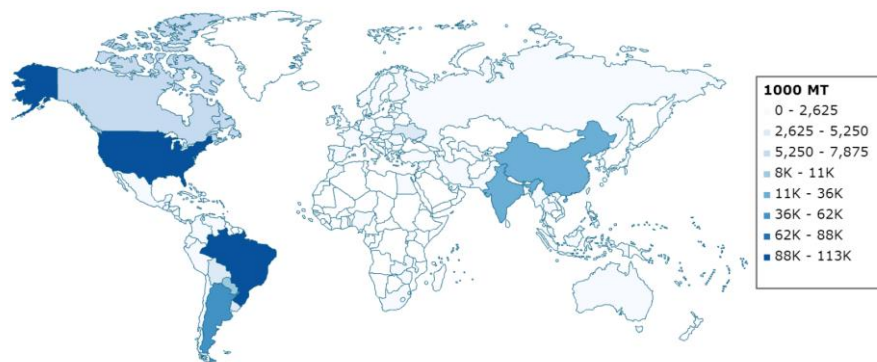 1000 MT
0 - 2,625
2,625 - 5,250
5,250 - 7,875
8K - 11K
11K - 36K
36K - 62K
62K - 88K
88K - 113K